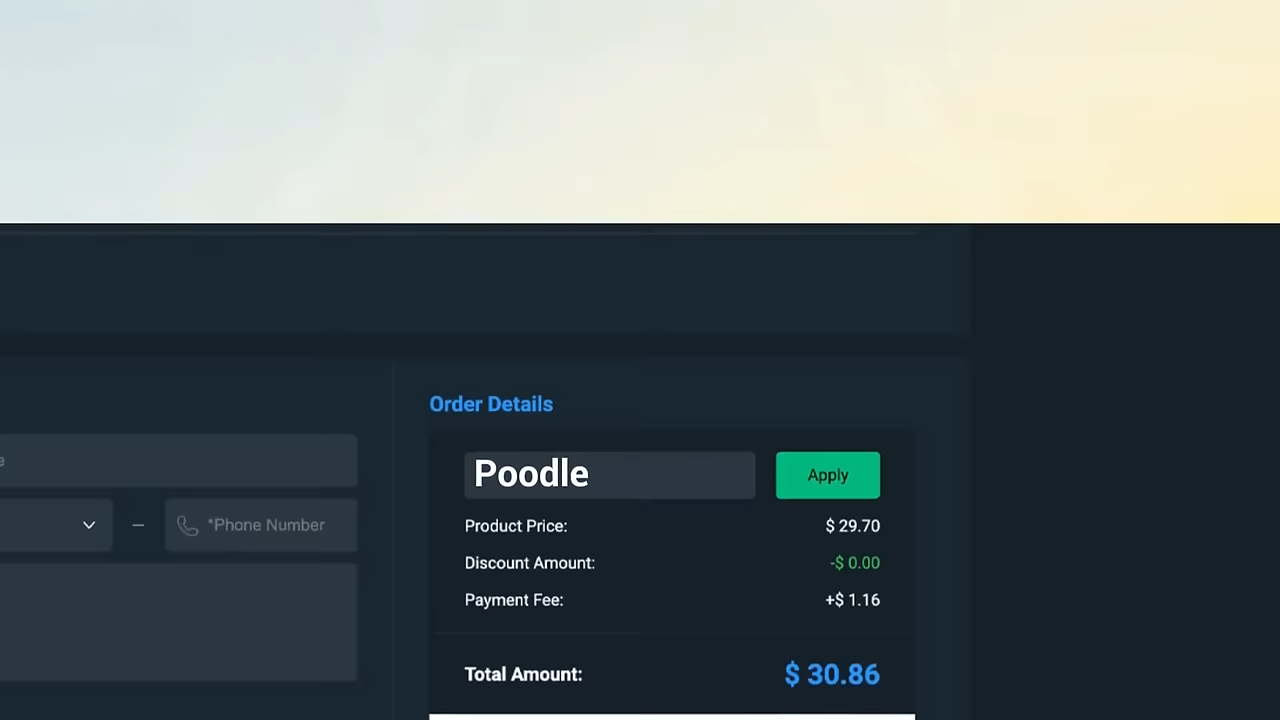 Order Details
Poodle Apply
e
*Phone Number
Product Price: $ 29.70
Discount Amount: -$ 0.00
Payment Fee: +$ 1.16
Total Amount: $ 30.86